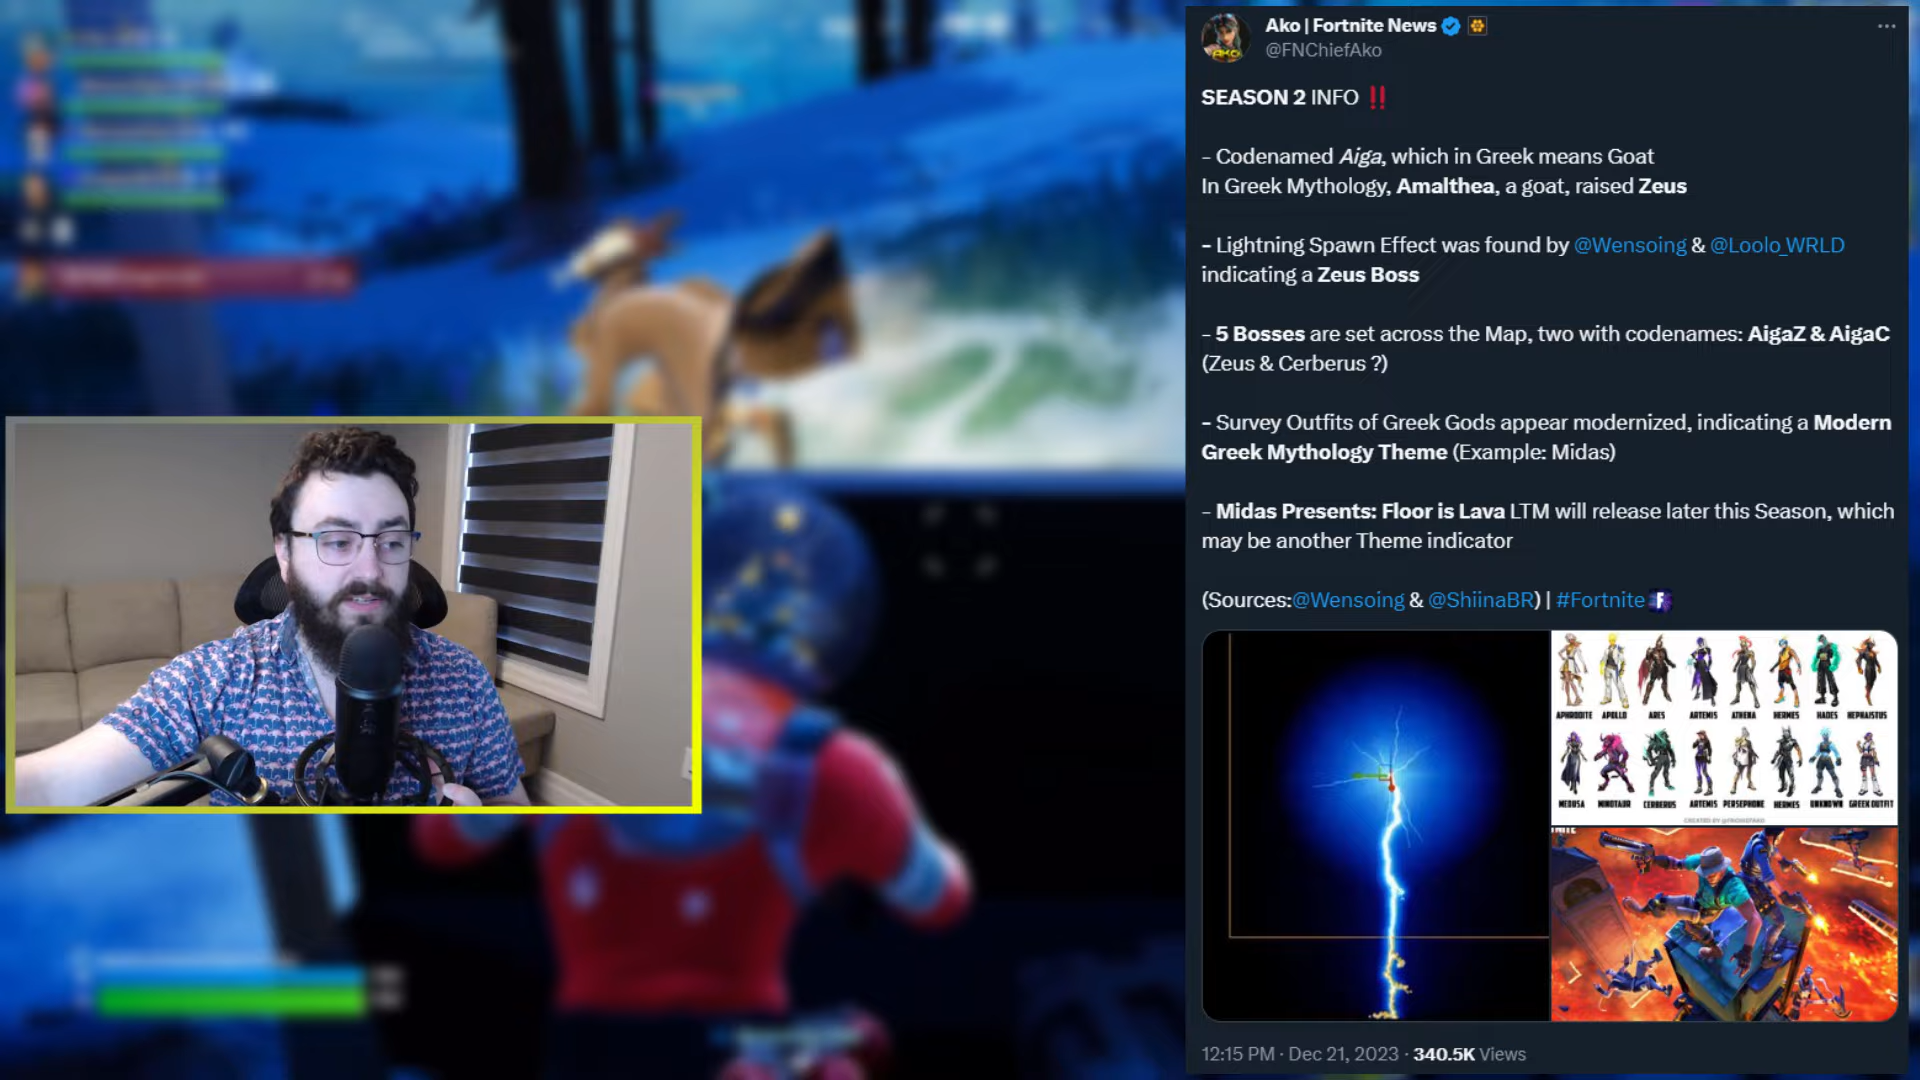 Ako | Fortnite News
@FNChiefAko
SEASON 2 INFO ‼️
- Codenamed Aiga, which in Greek means Goat
In Greek Mythology, Amalthea, a goat, raised Zeus
- Lightning Spawn Effect was found by @Wensoing & @Loolo_WRLD
indicating a Zeus Boss
- 5 Bosses are set across the Map, two with codenames: AigaZ & AigaC
(Zeus & Cerberus ?)
- Survey Outfits of Greek Gods appear modernized, indicating a Modern
Greek Mythology Theme (Example: Midas)
- Midas Presents: Floor is Lava LTM will release later this Season, which
may be another Theme indicator
(Sources:@Wensoing & @ShiinaBR) | #Fortnite
APHRODITE APOLLO ARES ARTEMIS ATHENA HERMES HADES HEPHAISTUS
MEDUSA MINOTAUR CERBERUS ARTEMIS PERSEPHONE HERMES UNKNOWN GREEK OUTFIT
12:15 PM · Dec 21, 2023 · 340.5K Views